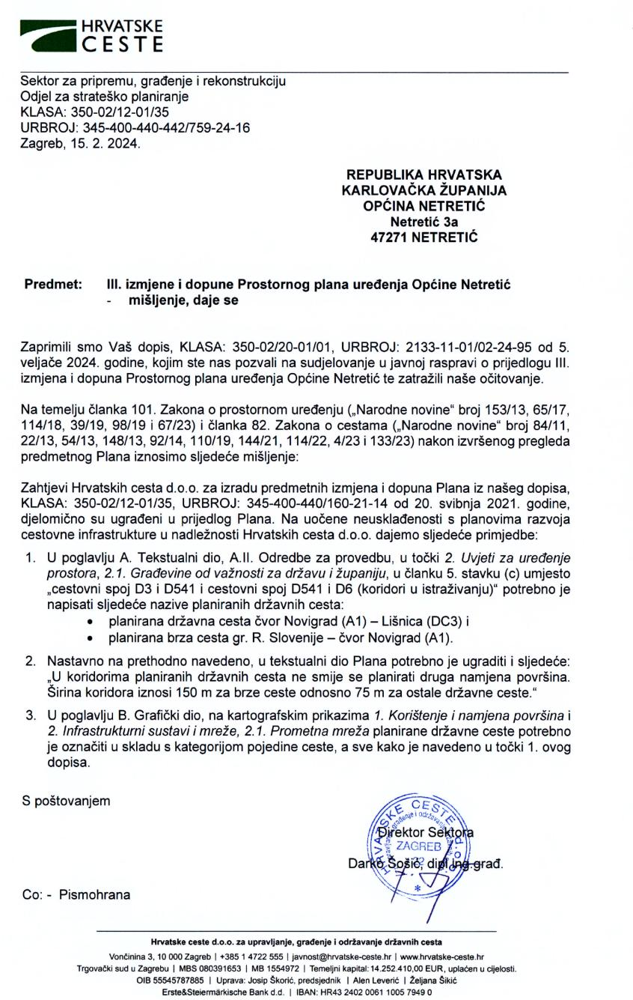 HRVATSKE
CESTE
Sektor za pripremu, građenje i rekonstrukciju
Odjel za strateško planiranje
KLASA: 350-02/12-01/35
URBROJ: 345-400-440-442/759-24-16
Zagreb, 15. 2. 2024.
REPUBLIKA HRVATSKA
KARLOVAČKA ŽUPANIJA
OPĆINA NETRETIĆ
Netretić 3a
47271 NETRETIĆ
Predmet: III. izmjene i dopune Prostornog plana uređenja Općine Netretić
- mišljenje, daje se
Zaprimili smo Vaš dopis, KLASA: 350-02/20-01/01, URBROJ: 2133-11-01/02-24-95 od 5.
veljače 2024. godine, kojim ste nas pozvali na sudjelovanje u javnoj raspravi o prijedlogu III.
izmjena i dopuna Prostornog plana uređenja Općine Netretić te zatražili naše očitovanje.
Na temelju članka 101. Zakona o prostornom uređenju („Narodne novine“ broj 153/13, 65/17,
114/18, 39/19, 98/19 i 67/23) i članka 82. Zakona o cestama („Narodne novine“ broj 84/11,
22/13, 54/13, 148/13, 92/14, 110/19, 144/21, 114/22, 4/23 i 133/23) nakon izvršenog pregleda
predmetnog Plana iznosimo sljedeće mišljenje:
Zahtjevi Hrvatskih cesta d.o.o. za izradu predmetnih izmjena i dopuna Plana iz našeg dopisa,
KLASA: 350-02/12-01/35, URBROJ: 345-400-440/160-21-14 od 20. svibnja 2021. godine,
djelomično su ugrađeni u prijedlog Plana. Na uočene neusklađenosti s planovima razvoja
cestovne infrastrukture u nadležnosti Hrvatskih cesta d.o.o. dajemo sljedeće primjedbe:
1. U poglavlju A. Tekstualni dio, A.II. Odredbe za provedbu, u točki 2. Uvjeti za uređenje
prostora, 2.1. Građevine od važnosti za državu i županiju, u članku 5. stavku (c) umjesto
„cestovni spoj D3 i D541 i cestovni spoj D541 i D6 (koridori u istraživanju)“ potrebno je
napisati sljedeće nazive planiranih državnih cesta:
• planirana državna cesta čvor Novigrad (A1) – Lišnica (DC3) i
• planirana brza cesta gr. R. Slovenije – čvor Novigrad (A1).
2. Nastavno na prethodno navedeno, u tekstualni dio Plana potrebno je ugraditi i sljedeće:
„U koridorima planiranih državnih cesta ne smije se planirati druga namjena površina.
Širina koridora iznosi 150 m za brze ceste odnosno 75 m za ostale državne ceste.“
3. U poglavlju B. Grafički dio, na kartografskim prikazima 1. Korištenje i namjena površina i
2. Infrastrukturni sustavi i mreže, 2.1. Prometna mreža planirane državne ceste potrebno
je označiti u skladu s kategorijom pojedine ceste, a sve kako je navedeno u točki 1. ovog
dopisa.
S poštovanjem
HRVATSKE CESTE d.o.o.
ZAGREB
Direktor Sektora
Darko Šošić, dipl.ing.građ.
Co: - Pismohrana
Hrvatske ceste d.o.o. za upravljanje, građenje i održavanje državnih cesta
Vončinina 3, 10 000 Zagreb | +385 1 4722 555 | javnost@hrvatske-ceste.hr | www.hrvatske-ceste.hr
Trgovački sud u Zagrebu | MBS 080391653 | MB 1554972 | Temeljni kapital: 14.252.410,00 EUR, uplaćen u cijelosti.
OIB 55545787885 | Uprava: Josip Škorić, predsjednik | Alen Leverić | Željana Šikić
Erste&Steiermärkische Bank d.d. | IBAN: HR43 2402 0061 1005 7949 0